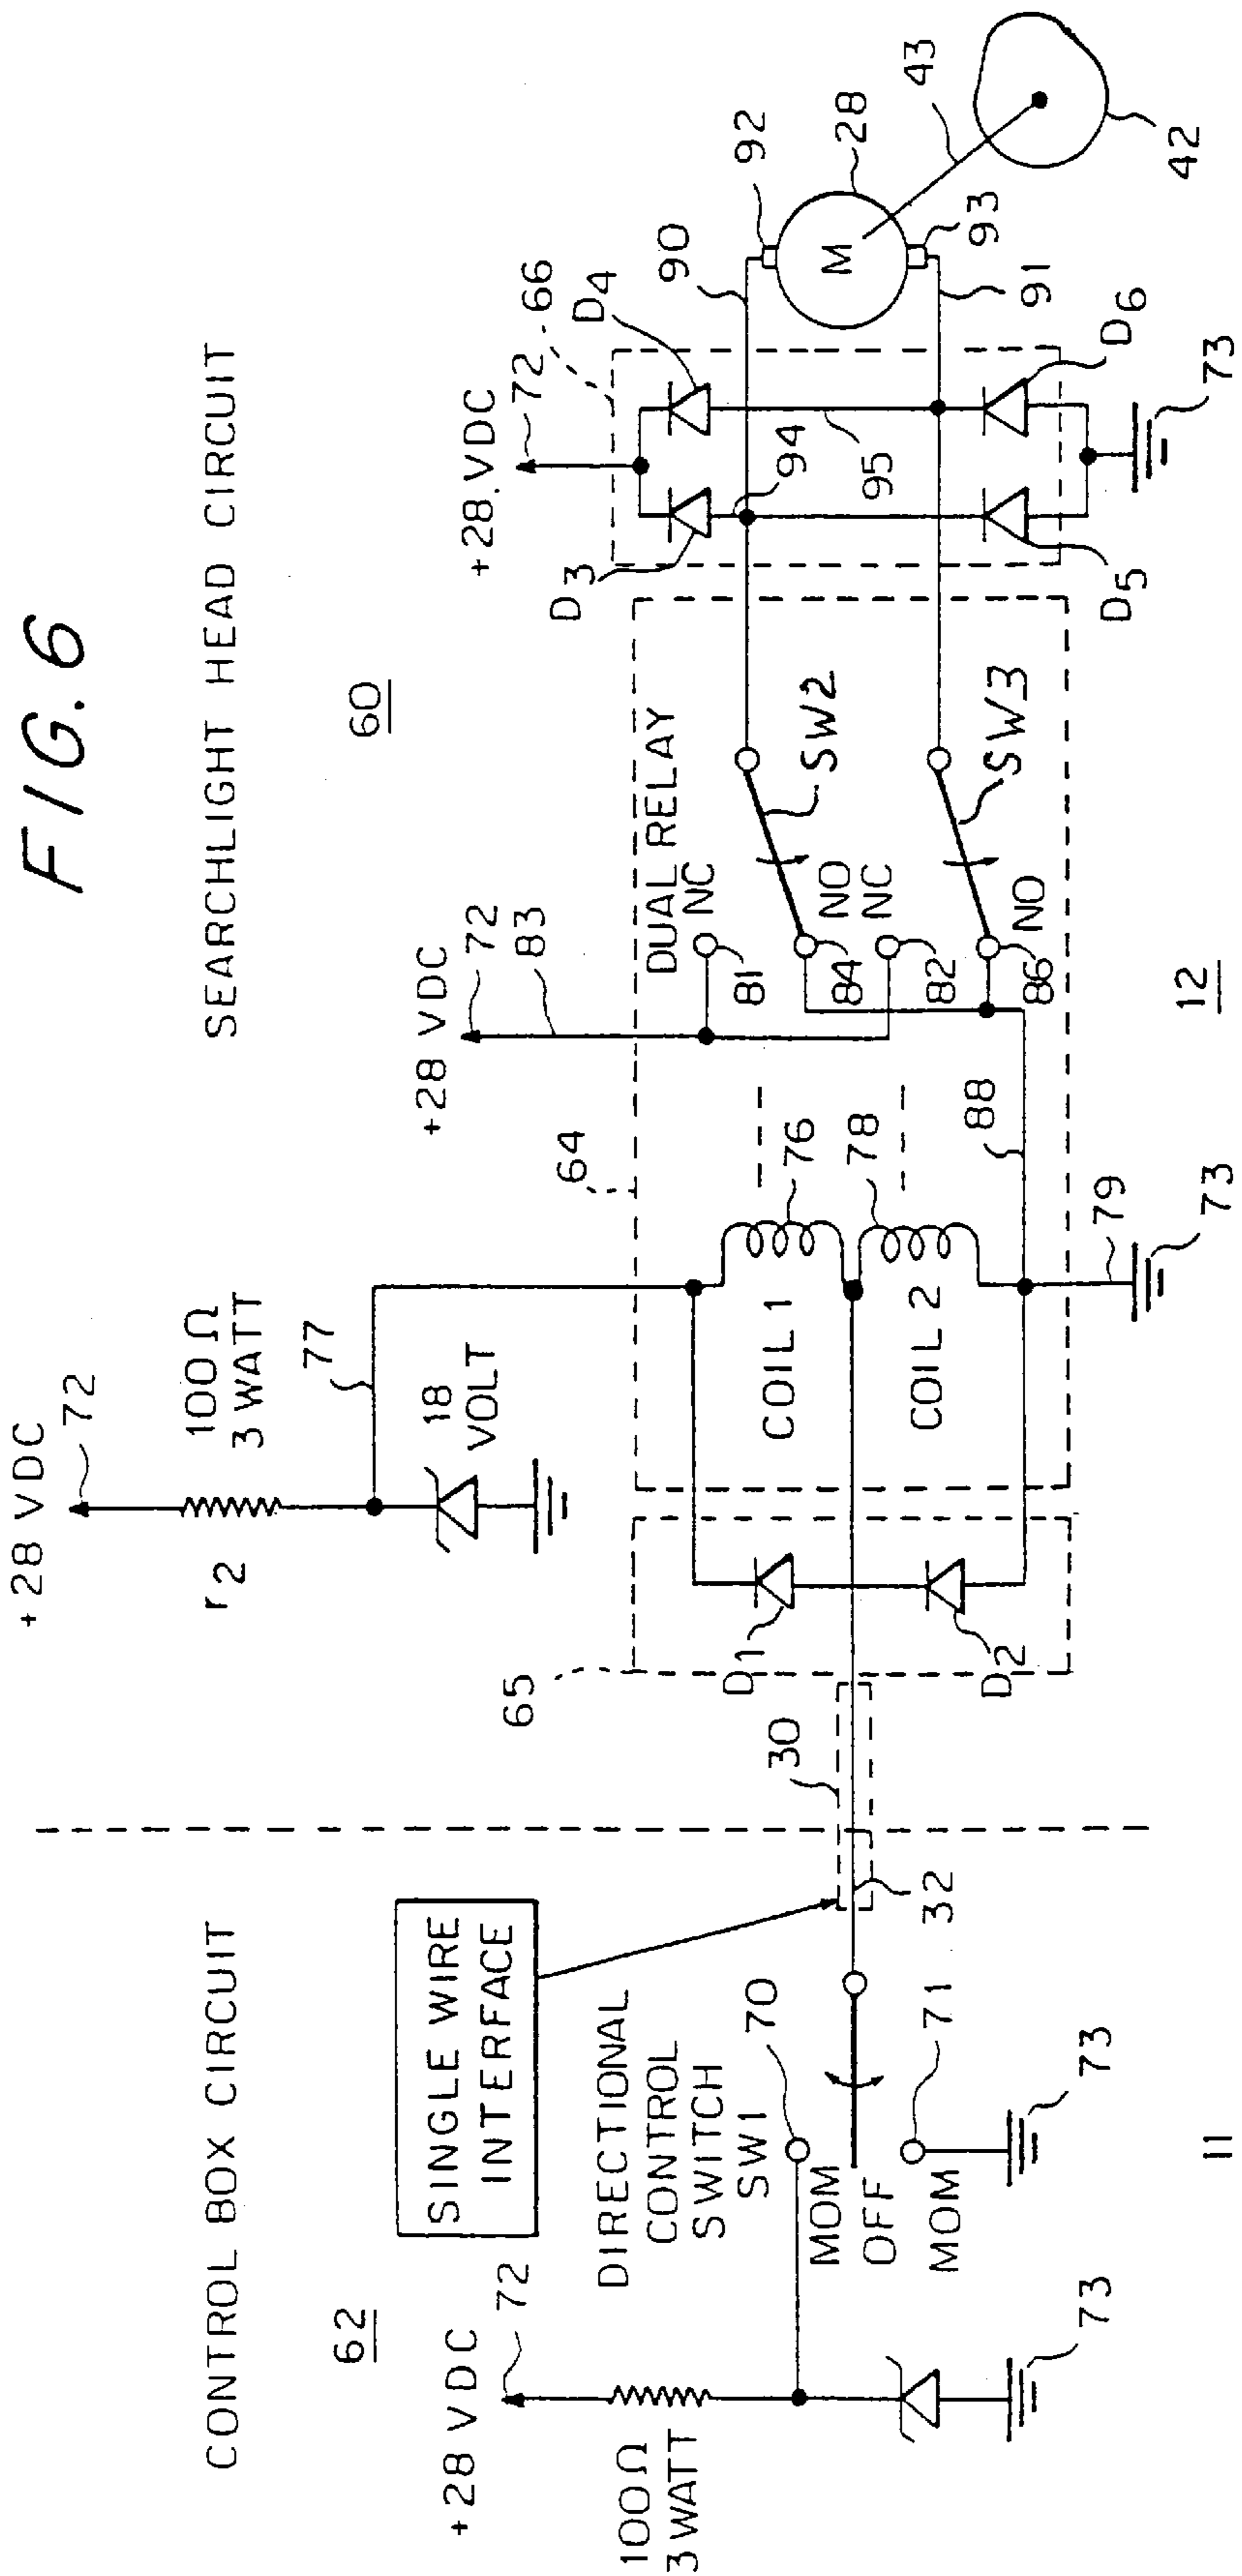 FIG. 6
CONTROL BOX CIRCUIT
SEARCHLIGHT HEAD CIRCUIT
62
60
+28 VDC
72
100Ω
3 WATT
73
SINGLE WIRE
INTERFACE
DIRECTIONAL
CONTROL
SWITCH
SW1
70
MOM
OFF
MOM
71
73
32
30
11
+28 VDC
72
r2
100Ω
3 WATT
77
18
VOLT
65
D1
D2
64
COIL 1
COIL 2
76
78
88
79
73
+28 VDC
72
83
DUAL RELAY
NC
81
84
NO
NC
82
86
NO
SW2
SW3
12
+28 VDC
72
66
D3
D4
94
95
D5
D6
73
90
91
92
93
M
28
43
42